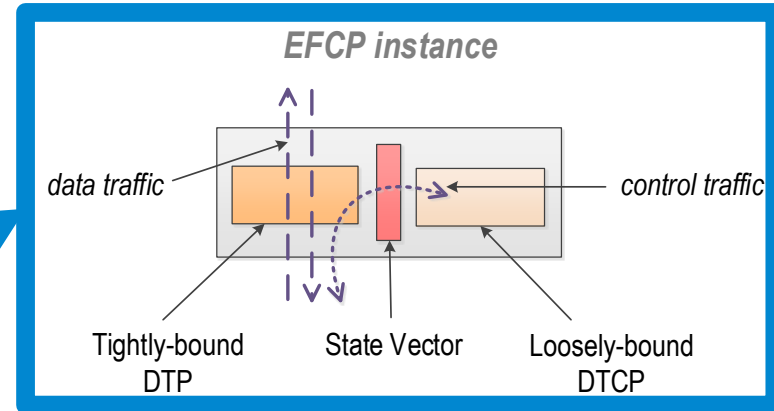 EFCP instance
data traffic
control traffic
Tightly-bound
DTP
State Vector
Loosely-bound
DTCP